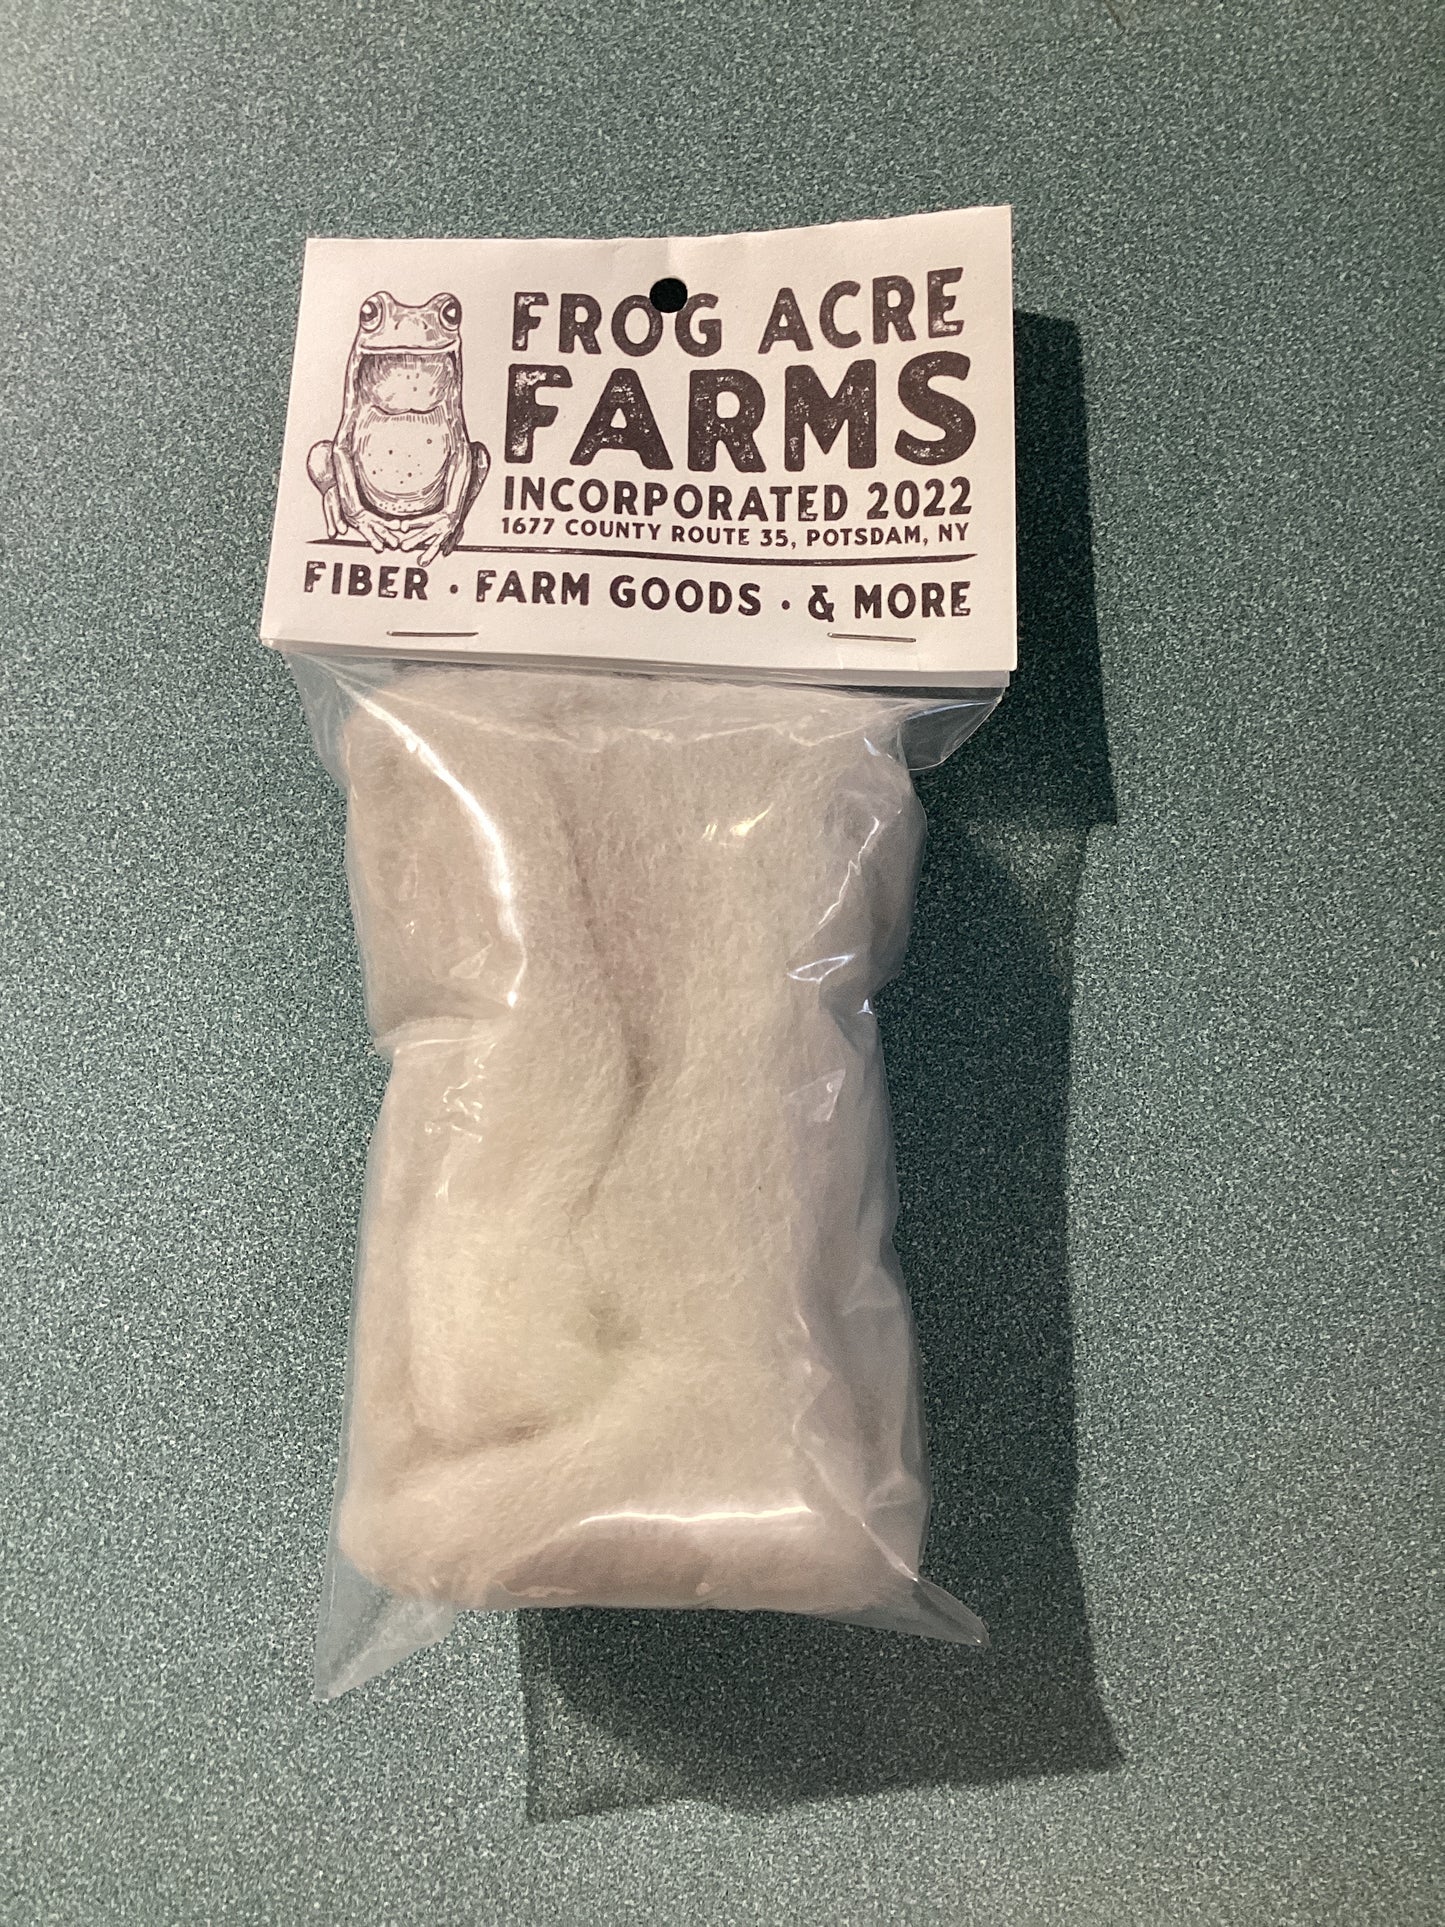 FROG ACRE
FARMS
INCORPORATED 2022
1677 COUNTY ROUTE 35, POTSDAM, NY
FIBER · FARM GOODS · & MORE